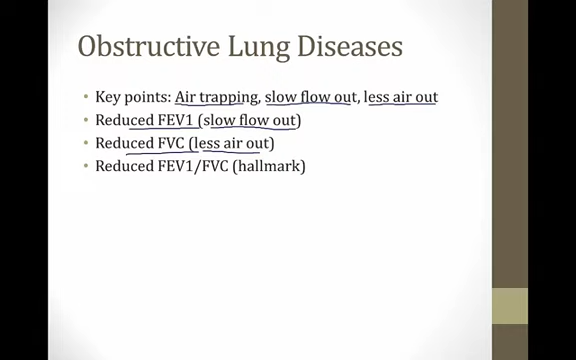 Obstructive Lung Diseases
• Key points: Air trapping, slow flow out, less air out
• Reduced FEV1 (slow flow out)
• Reduced FVC (less air out)
• Reduced FEV1/FVC (hallmark)